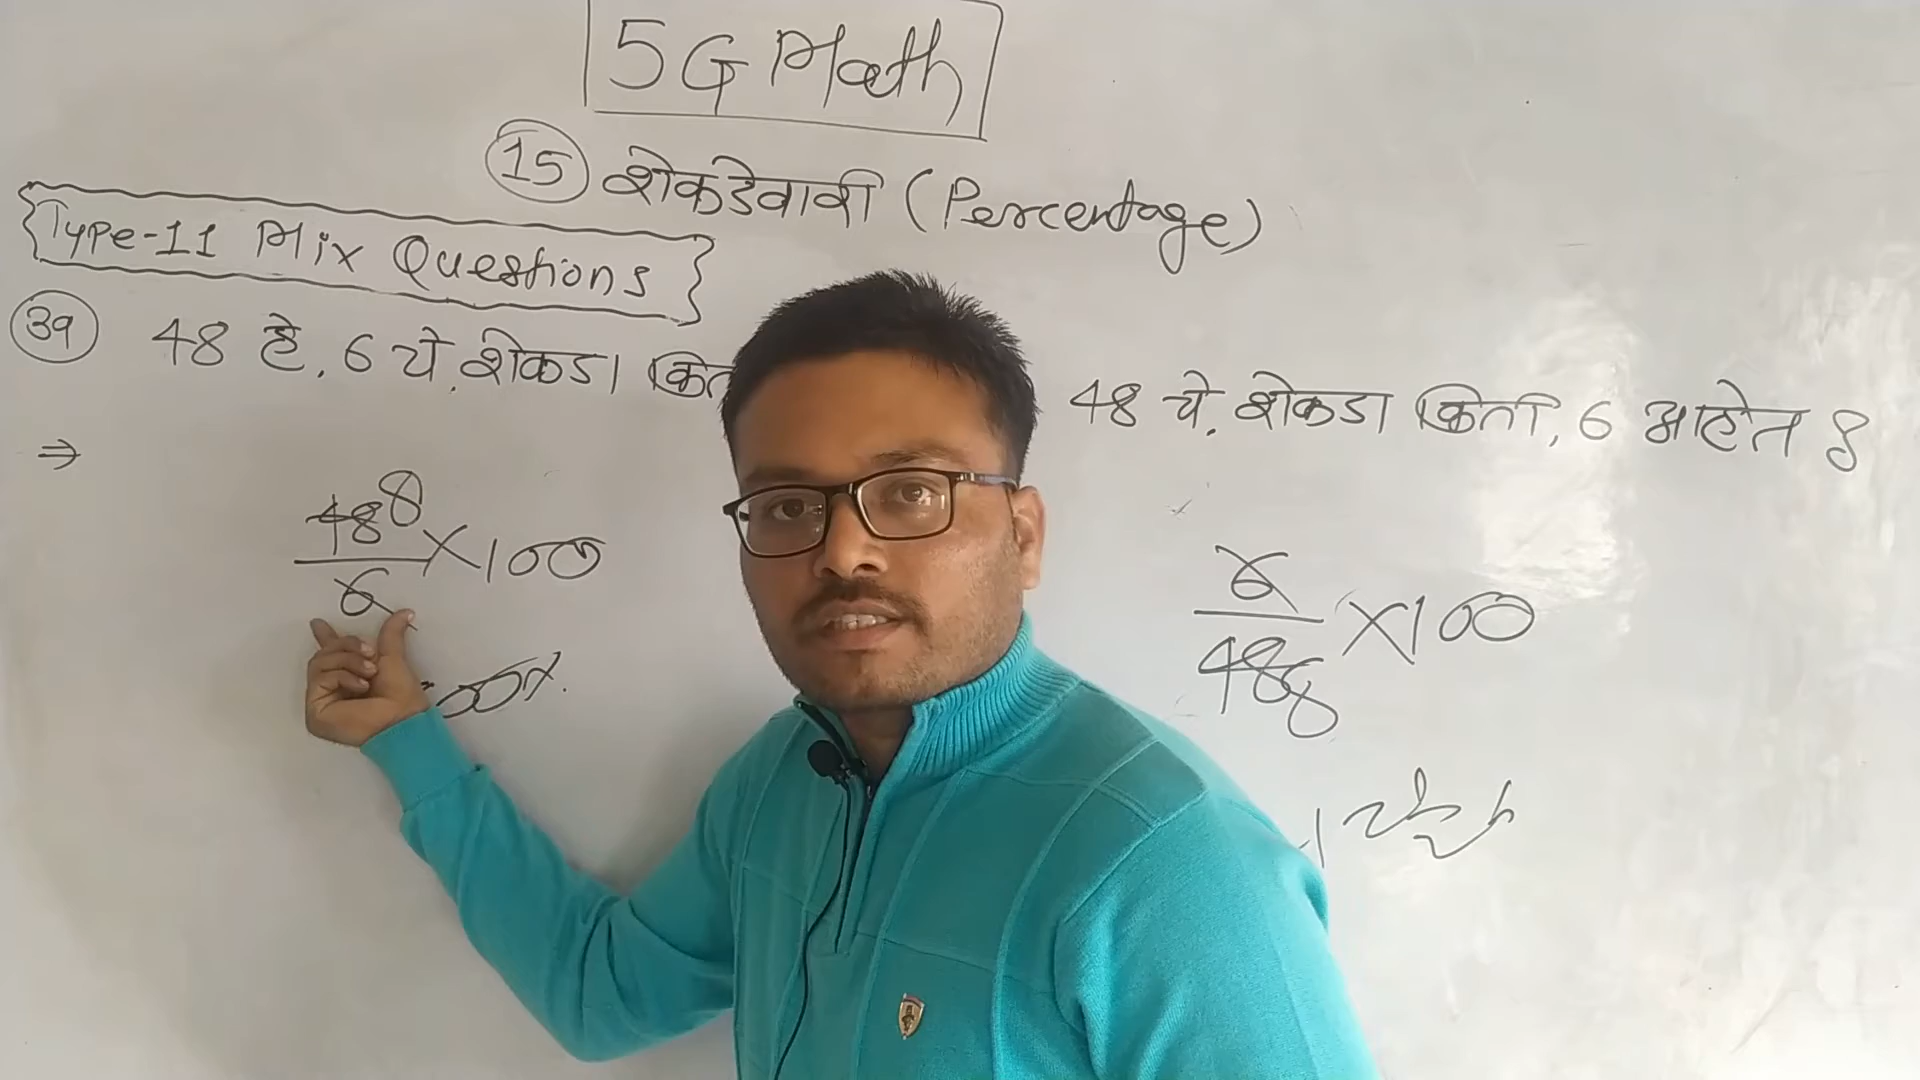 5G Math
15 शेकडेवारी (Percentage)
Type-11 Mix Questions
39 48 हे. 6 चे. शेकडा
48 चे. शेकडा किती, 6 आहेत ?
⇒
48 8
6
×100
00%.
6
48 8
×100